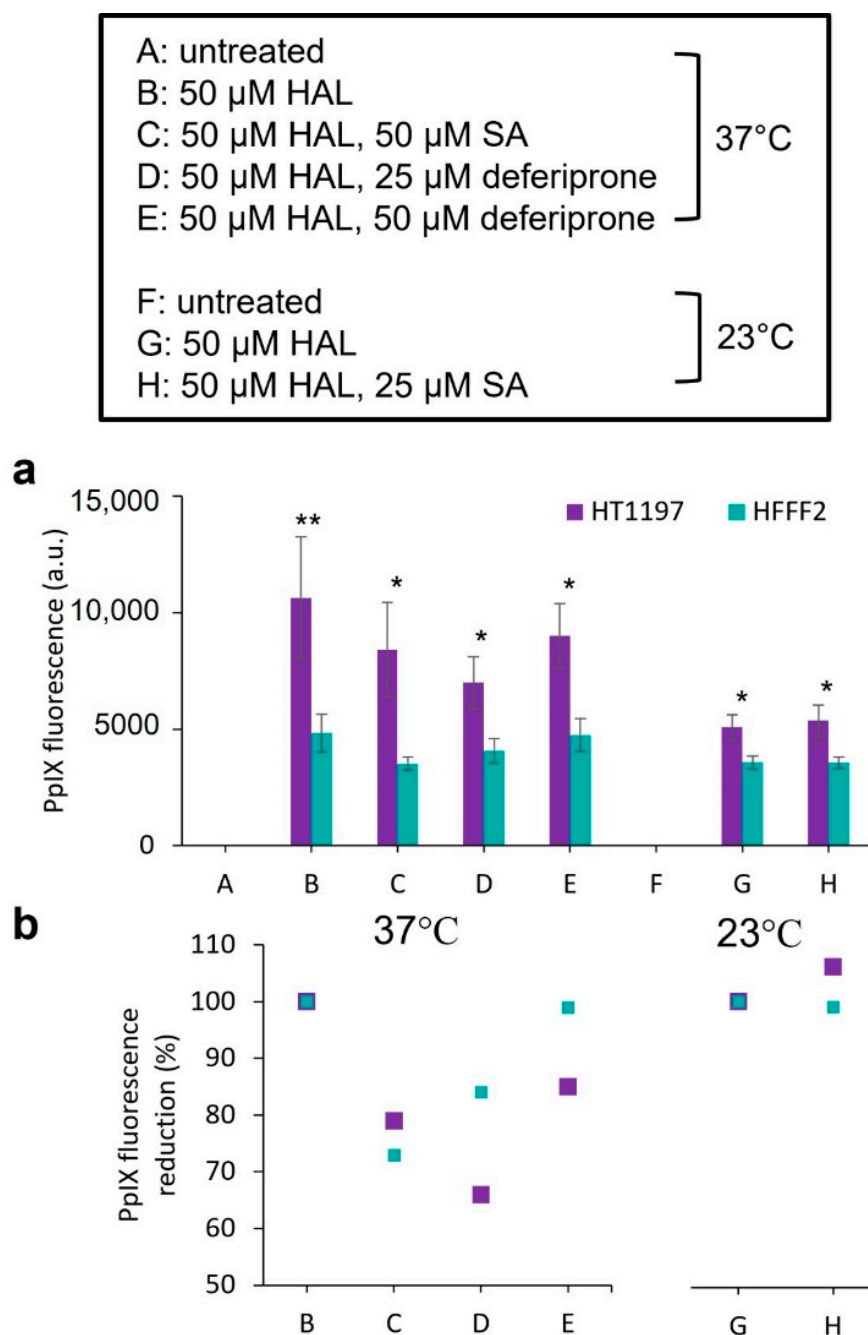 A: untreated
B: 50 µM HAL
C: 50 µM HAL, 50 µM SA
D: 50 µM HAL, 25 µM deferiprone
E: 50 µM HAL, 50 µM deferiprone
37°C
F: untreated
G: 50 µM HAL
H: 50 µM HAL, 25 µM SA
23°C
a
PpIX fluorescence (a.u.)
15,000
10,000
5000
0
HT1197
HFFF2
**
*
*
*
*
*
A B C D E F G H
b
37°C
23°C
PpIX fluorescence
reduction (%)
110
100
90
80
70
60
50
B C D E G H